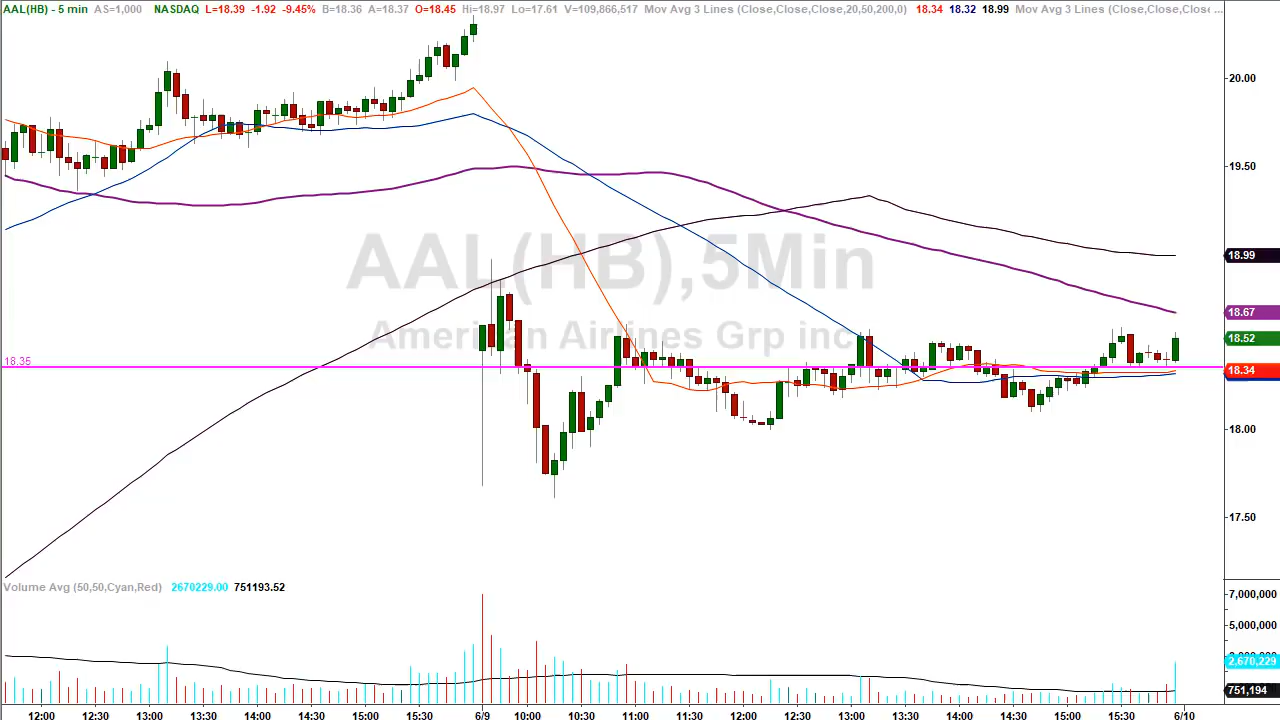 AAL(HB) - 5 min AS=1,000 NASDAQ L=18.39 -1.92 -9.45% B=18.36 A=18.37 O=18.45 Hi=18.97 Lo=17.61 V=109,866,517 Mov Avg 3 Lines (Close,Close,Close,20,50,200,0) 18.34 18.32 18.99 Mov Avg 3 Lines (Close,Close,Close ...
20.00
19.50
AAL(HB),5Min
18.99
American Airlines Grp inc
18.67
18.52
18.35
18.34
18.00
17.50
Volume Avg (50,50,Cyan,Red) 2670229.00 751193.52
7,000,000
5,000,000
2,670,229
751,194
12:00 12:30 13:00 13:30 14:00 14:30 15:00 15:30 6/9 10:00 10:30 11:00 11:30 12:00 12:30 13:00 13:30 14:00 14:30 15:00 15:30 6/10